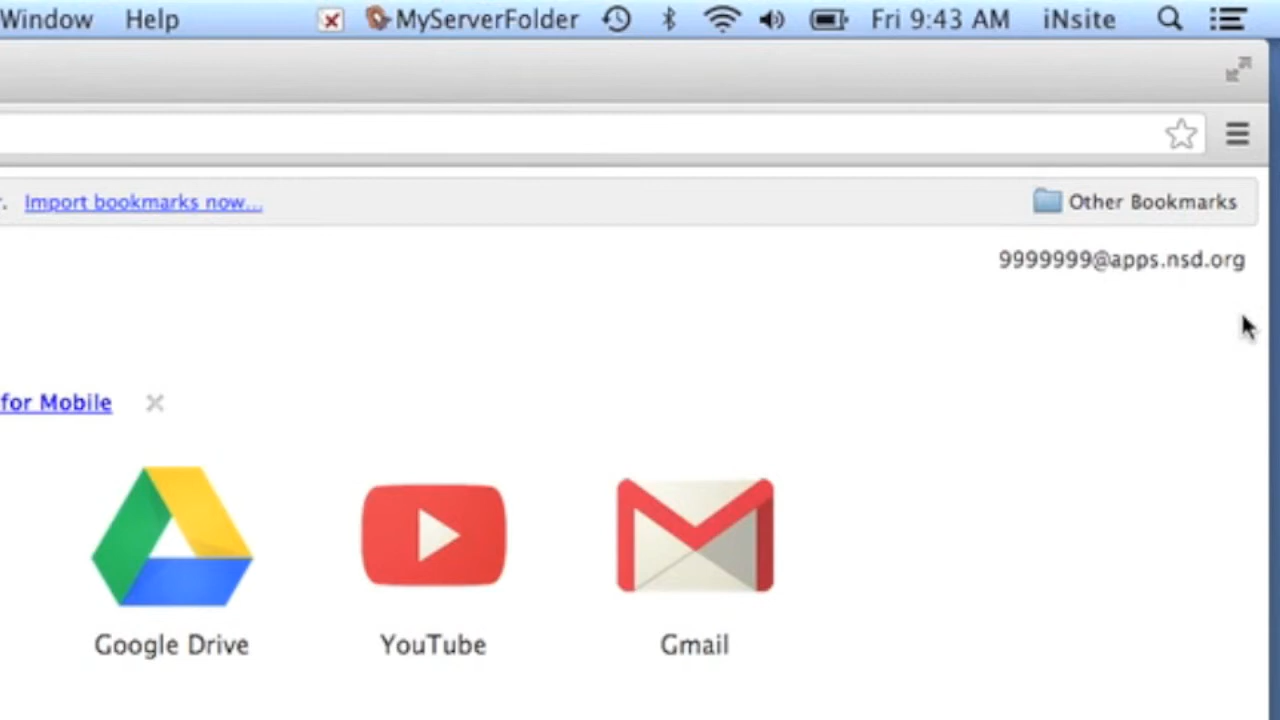 Window Help MyServerFolder Fri 9:43 AM iNsite
Import bookmarks now... Other Bookmarks
9999999@apps.nsd.org
for Mobile
Google Drive YouTube Gmail